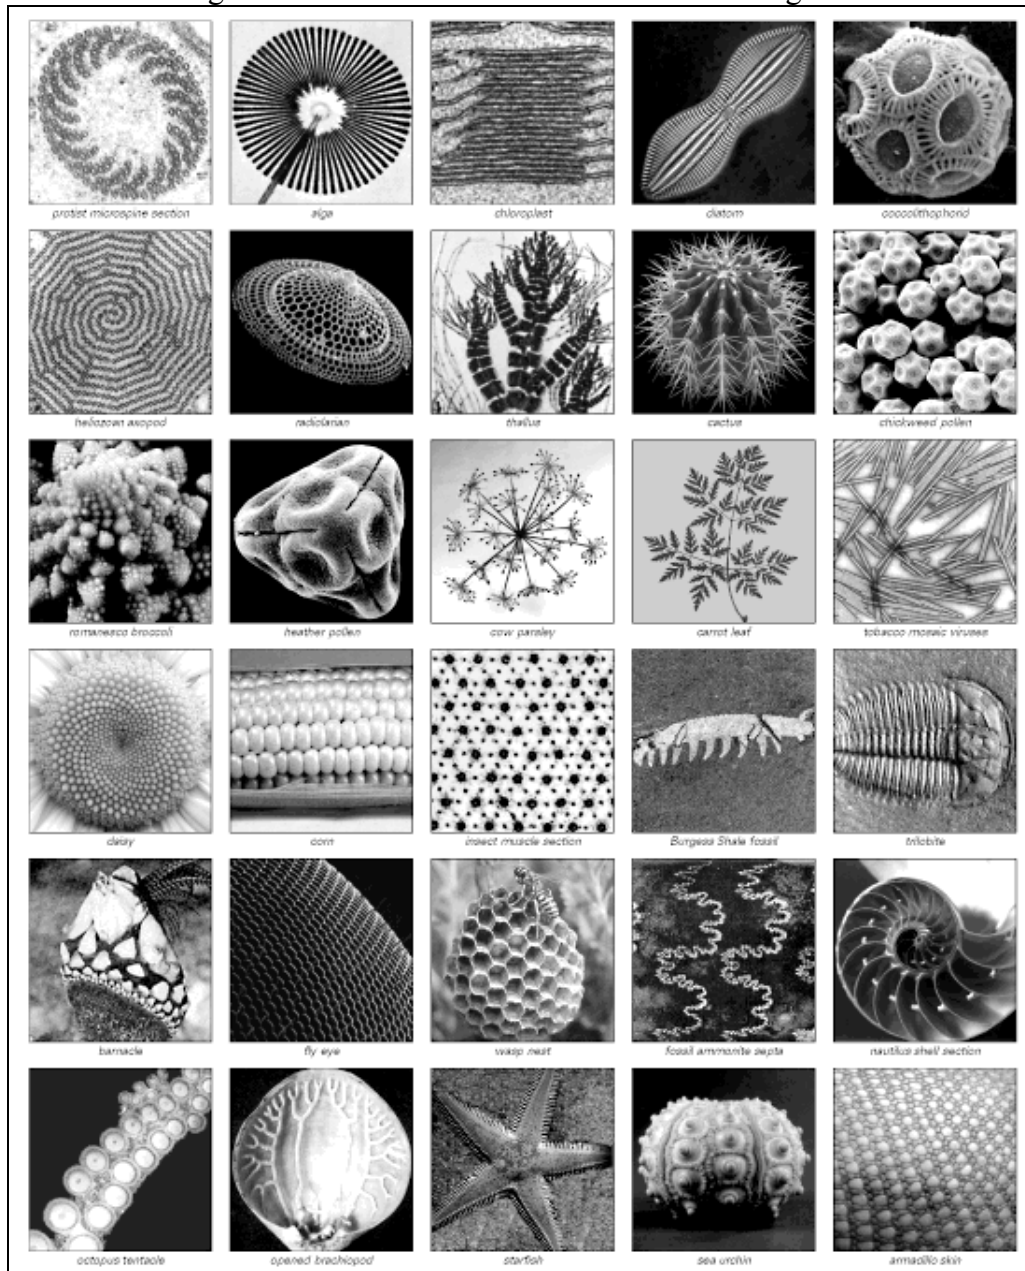 protist microspine section alga chloroplast diatom coccolithophorid
heliozoan axopod radiolarian thallus cactus chickweed pollen
romanesco broccoli heather pollen cow parsley carrot leaf tobacco mosaic viruses
daisy corn insect muscle section Burgess Shale fossil trilobite
barnacle fly eye wasp nest fossil ammonite septa nautilus shell section
octopus tentacle opened brachiopod starfish sea urchin armadillo skin